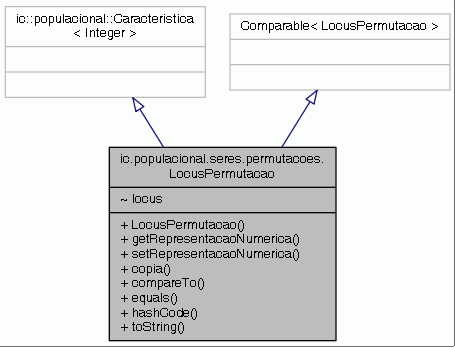 ic::populacional::Caracteristica
< Integer >
Comparable< LocusPermutacao >
ic.populacional.seres.permutacoes.
LocusPermutacao
~ locus
+ LocusPermutacao()
+ getRepresentacaoNumerica()
+ setRepresentacaoNumerica()
+ copia()
+ compareTo()
+ equals()
+ hashCode()
+ toString()